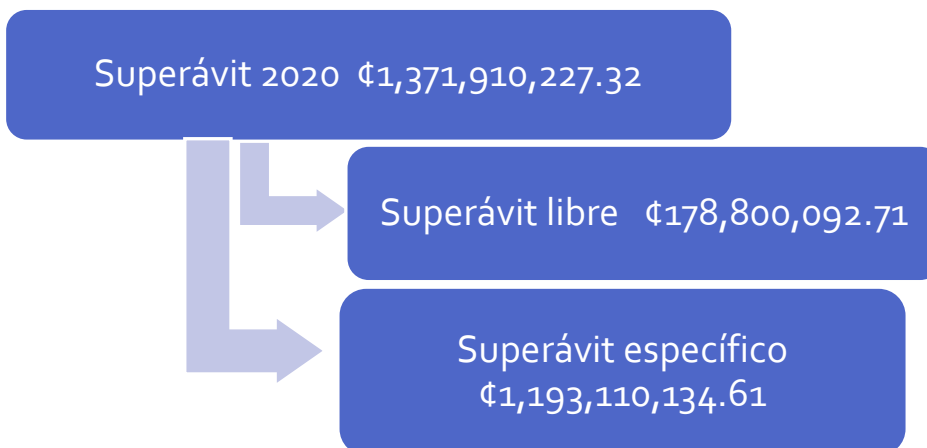 Superávit 2020 ¢1,371,910,227.32
Superávit libre ¢178,800,092.71
Superávit específico
¢1,193,110,134.61